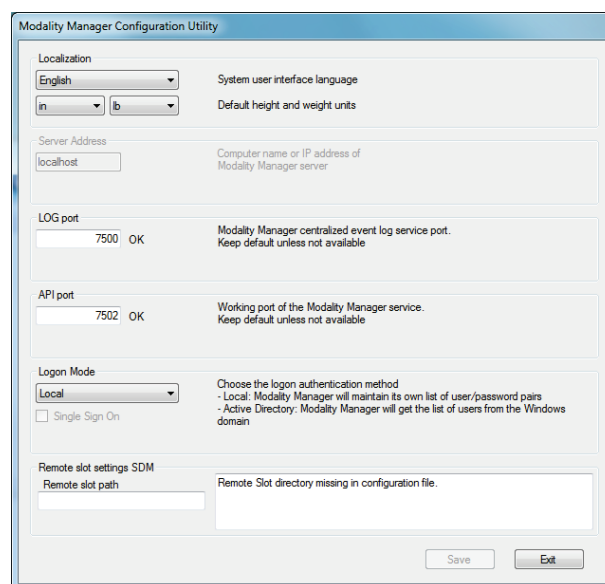 Modality Manager Configuration Utility
Localization
English
System user interface language
in
lb
Default height and weight units
Server Address
localhost
Computer name or IP address of
Modality Manager server
LOG port
7500
OK
Modality Manager centralized event log service port.
Keep default unless not available
API port
7502
OK
Working port of the Modality Manager service.
Keep default unless not available
Logon Mode
Local
Single Sign On
Choose the logon authentication method
- Local: Modality Manager will maintain its own list of user/password pairs
- Active Directory: Modality Manager will get the list of users from the Windows
domain
Remote slot settings SDM
Remote slot path
Remote Slot directory missing in configuration file.
Save
Exit